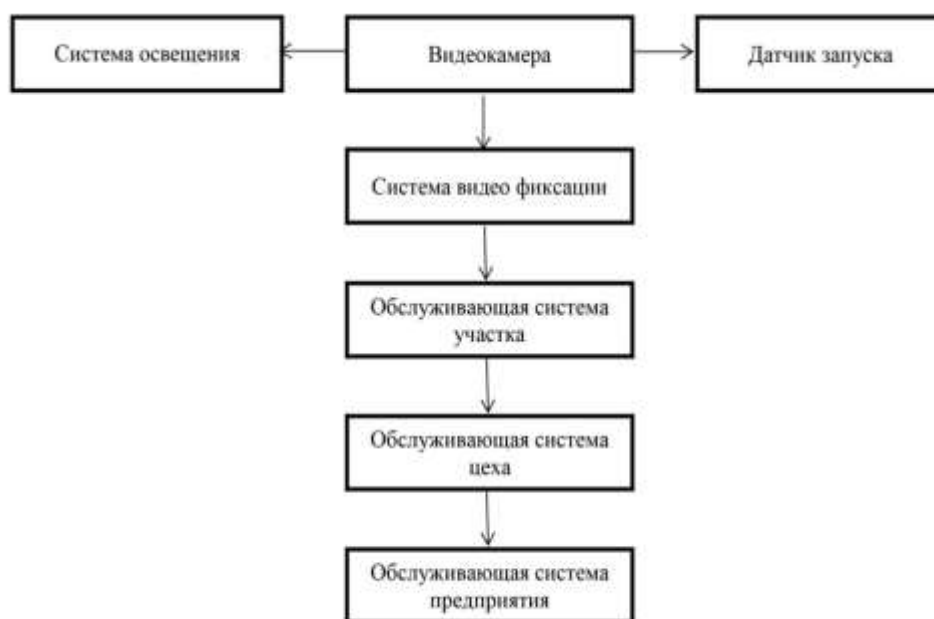 Система освещения
Видеокамера
Датчик запуска
Система видео фиксации
Обслуживающая система
участка
Обслуживающая система
цеха
Обслуживающая система
предприятия